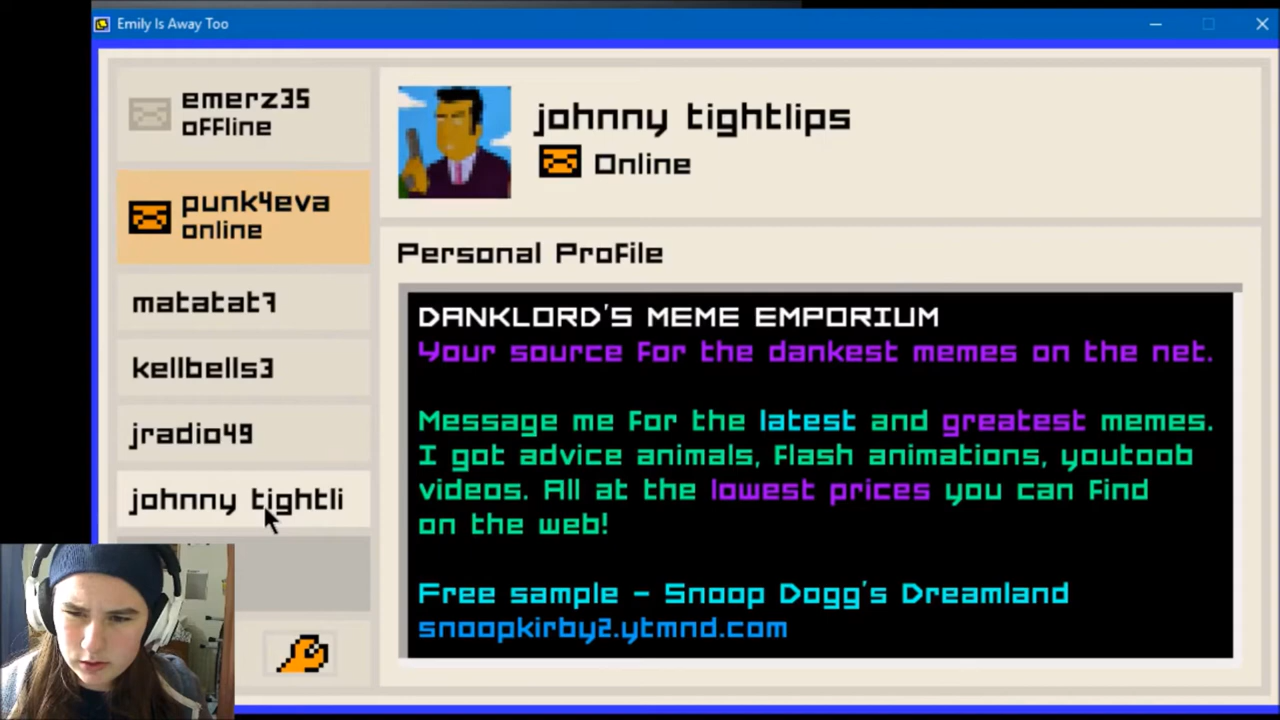 Emily Is Away Too
emerz35
offline
punk4eva
online
matatat7
kellbells3
jradio49
johnny tightli
johnny tightlips
Online
Personal Profile
DANKLORD'S MEME EMPORIUM
Your source for the dankest memes on the net.
Message me for the latest and greatest memes.
I got advice animals, flash animations, youtoob
videos. All at the lowest prices you can find
on the web!
Free sample - Snoop Dogg's Dreamland
snoopkirby2.ytmnd.com